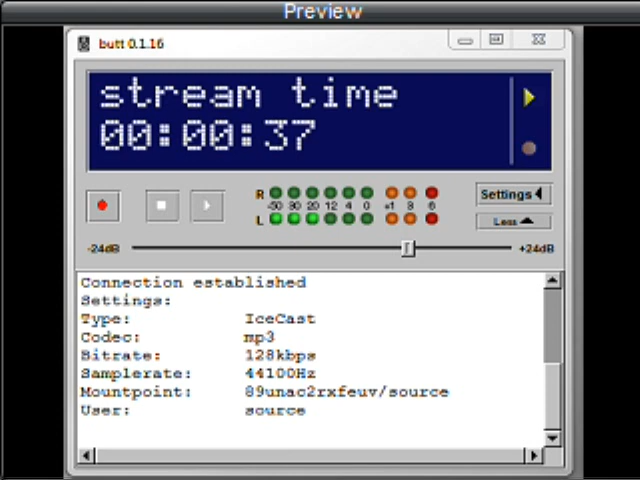 Preview
butt 0.1.16
stream time
00:00:37
R
-50 30 20 12 4 0 +1 3 6
L
Settings
Less
-24dB +24dB
Connection established
Settings:
Type: IceCast
Codec: mp3
Bitrate: 128kbps
Samplerate: 44100Hz
Mountpoint: 89unac2rxfeuv/source
User: source